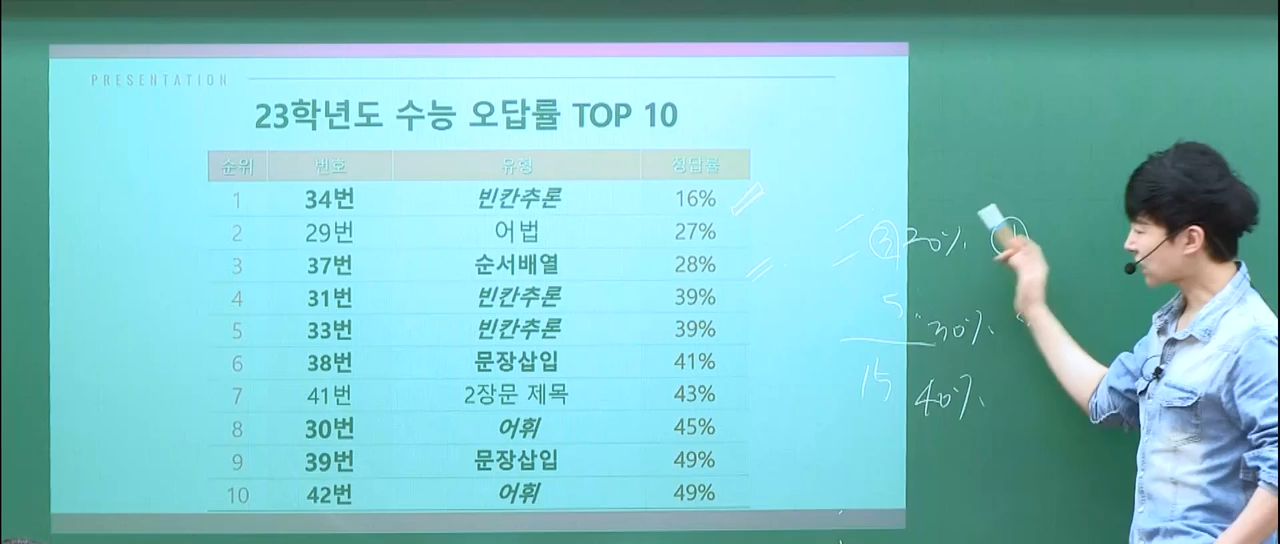 PRESENTATION
23학년도 수능 오답률 TOP 10
순위 번호 유형 정답률
1 34번 빈칸추론 16%
2 29번 어법 27%
3 37번 순서배열 28%
4 31번 빈칸추론 39%
5 33번 빈칸추론 39%
6 38번 문장삽입 41%
7 41번 2장문 제목 43%
8 30번 어휘 45%
9 39번 문장삽입 49%
10 42번 어휘 49%
③ 20%
5 30%
15 40%